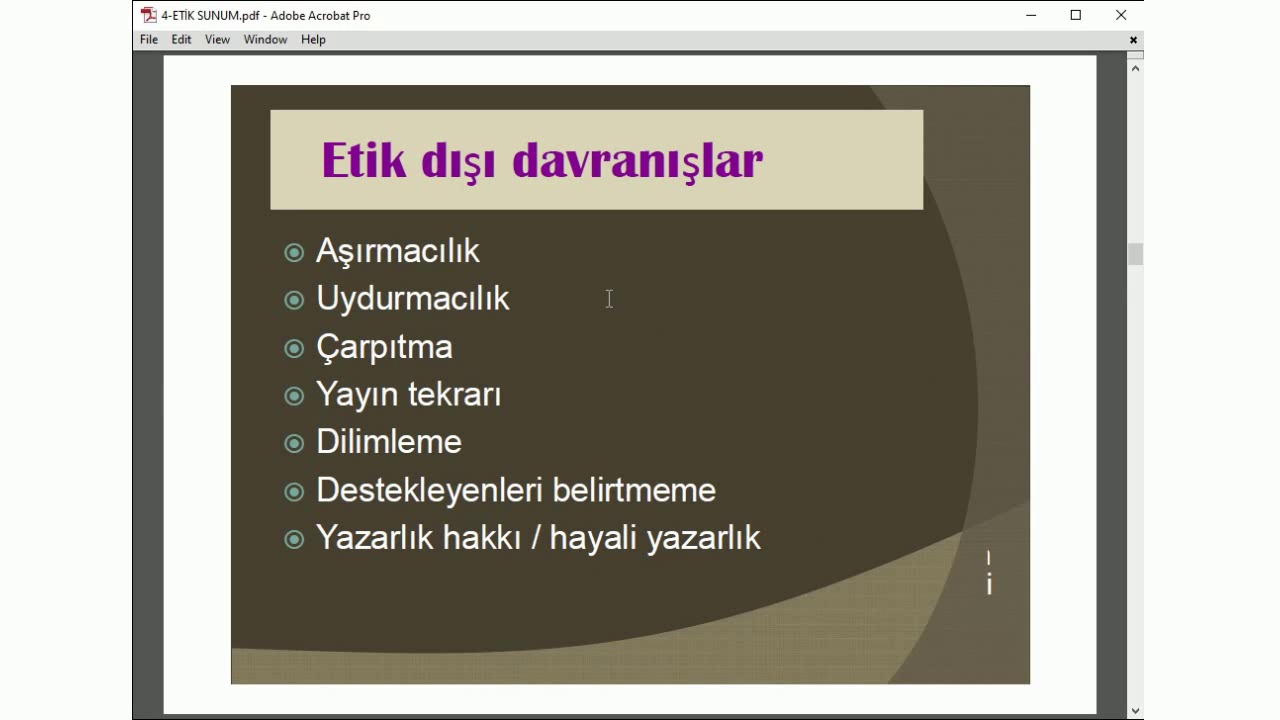 4-ETİK SUNUM.pdf - Adobe Acrobat Pro
File Edit View Window Help
Etik dışı davranışlar
Aşırmacılık
Uydurmacılık
Çarpıtma
Yayın tekrarı
Dilimleme
Destekleyenleri belirtmeme
Yazarlık hakkı / hayali yazarlık
i